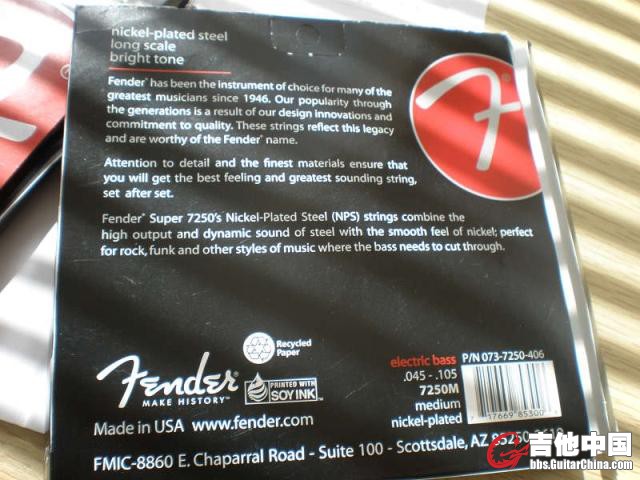 nickel-plated steel
long scale
bright tone
Fender® has been the instrument of choice for many of the
greatest musicians since 1946. Our popularity through
the generations is a result of our design innovations and
commitment to quality. These strings reflect this legacy
and are worthy of the Fender® name.
Attention to detail and the finest materials ensure that
you will get the best feeling and greatest sounding string,
set after set.
Fender® Super 7250's Nickel-Plated Steel (NPS) strings combine the
high output and dynamic sound of steel with the smooth feel of nickel; perfect
for rock, funk and other styles of music where the bass needs to cut through.
Recycled
Paper
Fender®
MAKE HISTORY™
PRINTED WITH
SOY INK™
electric bass
.045 - .105
7250M
medium
nickel-plated
P/N 073-7250-406
17669 85300
Made in USA www.fender.com
FMIC-8860 E. Chaparral Road - Suite 100 - Scottsdale, AZ
吉他中国
bbs.GuitarChina.com